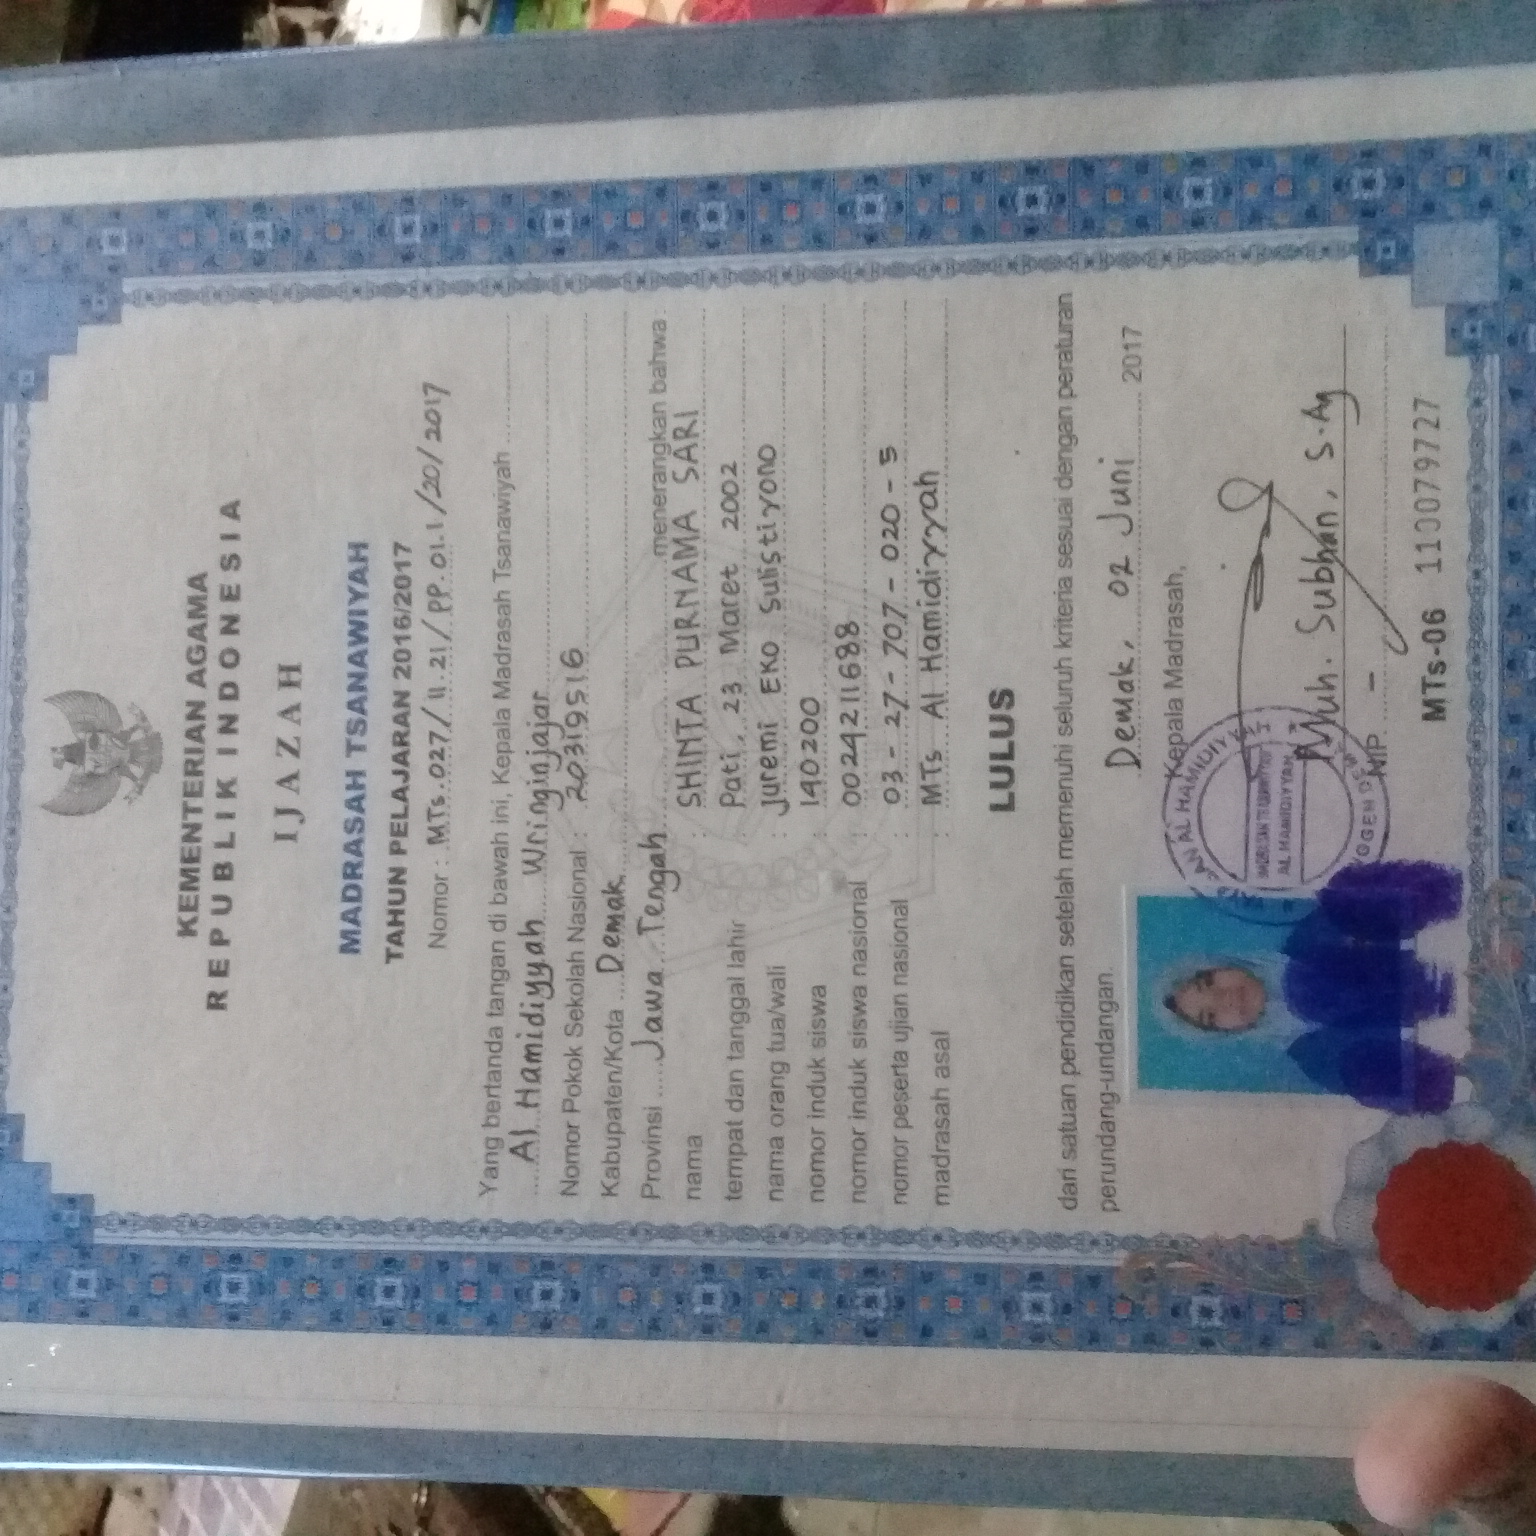 KEMENTERIAN AGAMA
REPUBLIK INDONESIA
IJAZAH
MADRASAH TSANAWIYAH
TAHUN PELAJARAN 2016/2017
Nomor : MTs.027/11.21/PP.01.1/20/2017
Yang bertanda tangan di bawah ini, Kepala Madrasah Tsanawiyah
Al Hamidiyyah Wringinjajar
Nomor Pokok Sekolah Nasional : 20319516
Kabupaten/Kota Demak
Provinsi Jawa Tengah menerangkan bahwa :
nama : SHINTA PURNAMA SARI
tempat dan tanggal lahir : Pati, 23 Maret 2002
nama orang tua/wali : Juremi EKO Sulistiyono
nomor induk siswa : 140200
nomor induk siswa nasional : 0024211688
nomor peserta ujian nasional : 03-27-707-020-5
madrasah asal : MTs Al Hamidiyyah
LULUS
dari satuan pendidikan setelah memenuhi seluruh kriteria sesuai dengan peraturan
perundang-undangan.
Demak, 02 Juni 2017
Kepala Madrasah,
AL HAMIDIYYAH
MADRASAH TSANAWIYAH
AL HAMIDIYYAH
Muh. Subhan, S.Ag
NIP. -
MTs-06 110079727